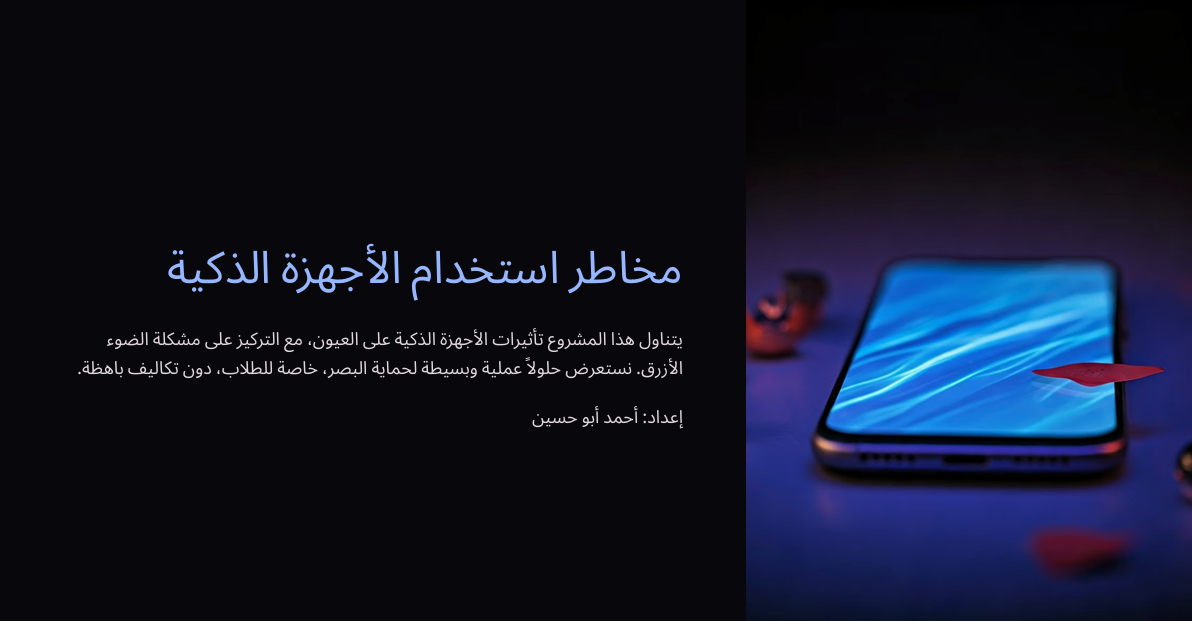 مخاطر استخدام الأجهزة الذكية
يتناول هذا المشروع تأثيرات الأجهزة الذكية على العيون، مع التركيز على مشكلة الضوء
الأزرق. نستعرض حلولاً عملية وبسيطة لحماية البصر، خاصة للطلاب، دون تكاليف باهظة.
إعداد: أحمد أبو حسين